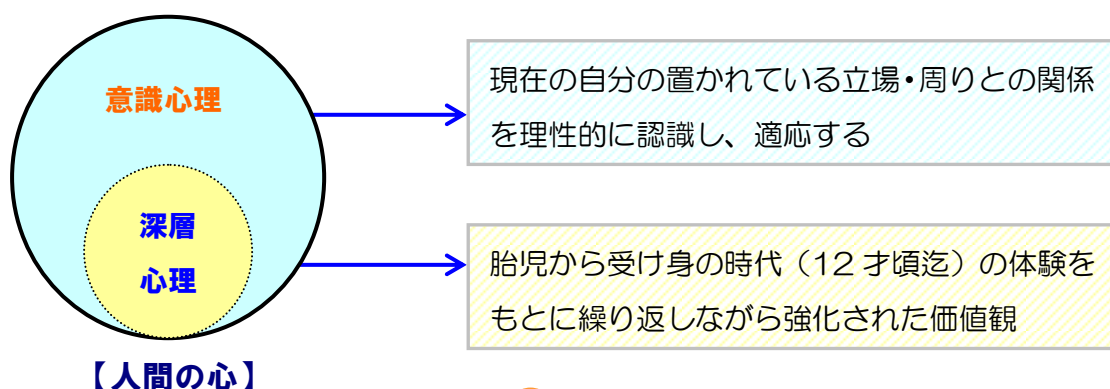 意識心理
現在の自分の置かれている立場・周りとの関係
を理性的に認識し、適応する
深層
心理
胎児から受け身の時代（12才頃迄）の体験を
もとに繰り返しながら強化された価値観
【人間の心】